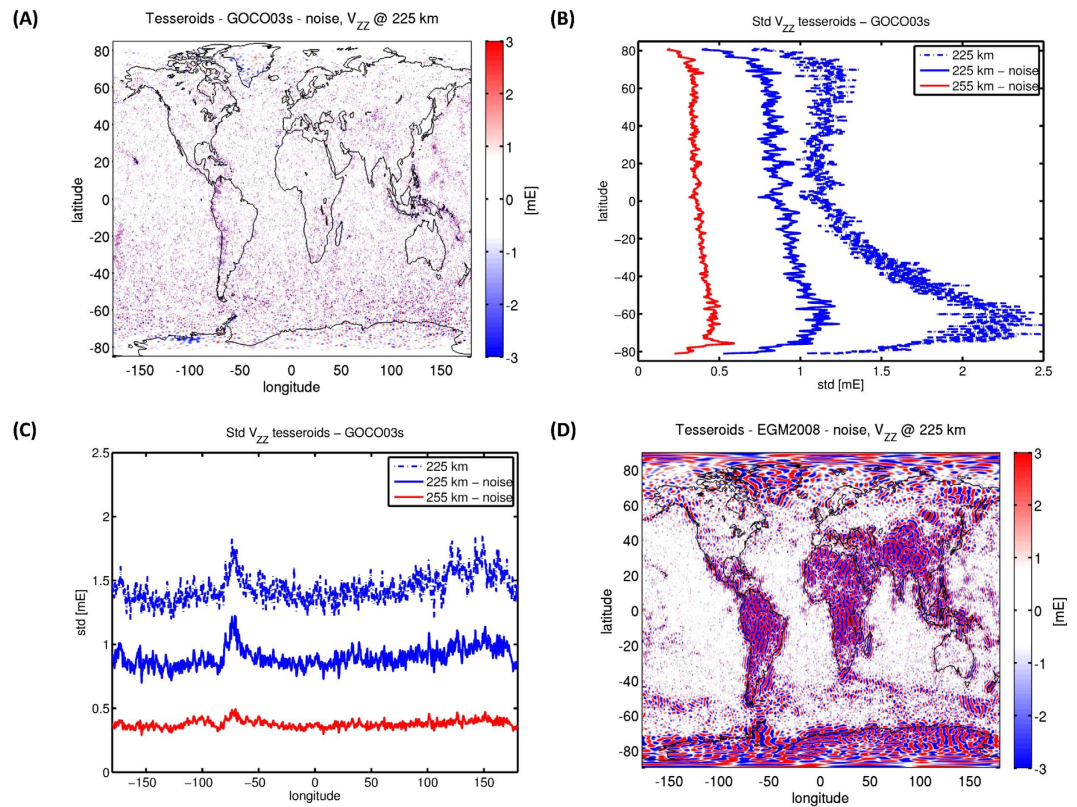 (A)
Tesseroids - GOCO03s - noise, VZZ @ 225 km
80
60
40
20
0
−20
−40
−60
−80
latitude
−150 −100 −50 0 50 100 150
longitude
3
2
1
0
−1
−2
−3
[mE]
(B)
Std VZZ tesseroids − GOCO03s
225 km
225 km − noise
255 km − noise
80
60
40
20
0
−20
−40
−60
−80
latitude
0 0.5 1 1.5 2 2.5
std [mE]
(C)
Std VZZ tesseroids − GOCO03s
225 km
225 km − noise
255 km − noise
2.5
2
1.5
1
0.5
0
std [mE]
−150 −100 −50 0 50 100 150
longitude
(D)
Tesseroids - EGM2008 - noise, VZZ @ 225 km
80
60
40
20
0
−20
−40
−60
−80
latitude
−150 −100 −50 0 50 100 150
longitude
3
2
1
0
−1
−2
−3
[mE]